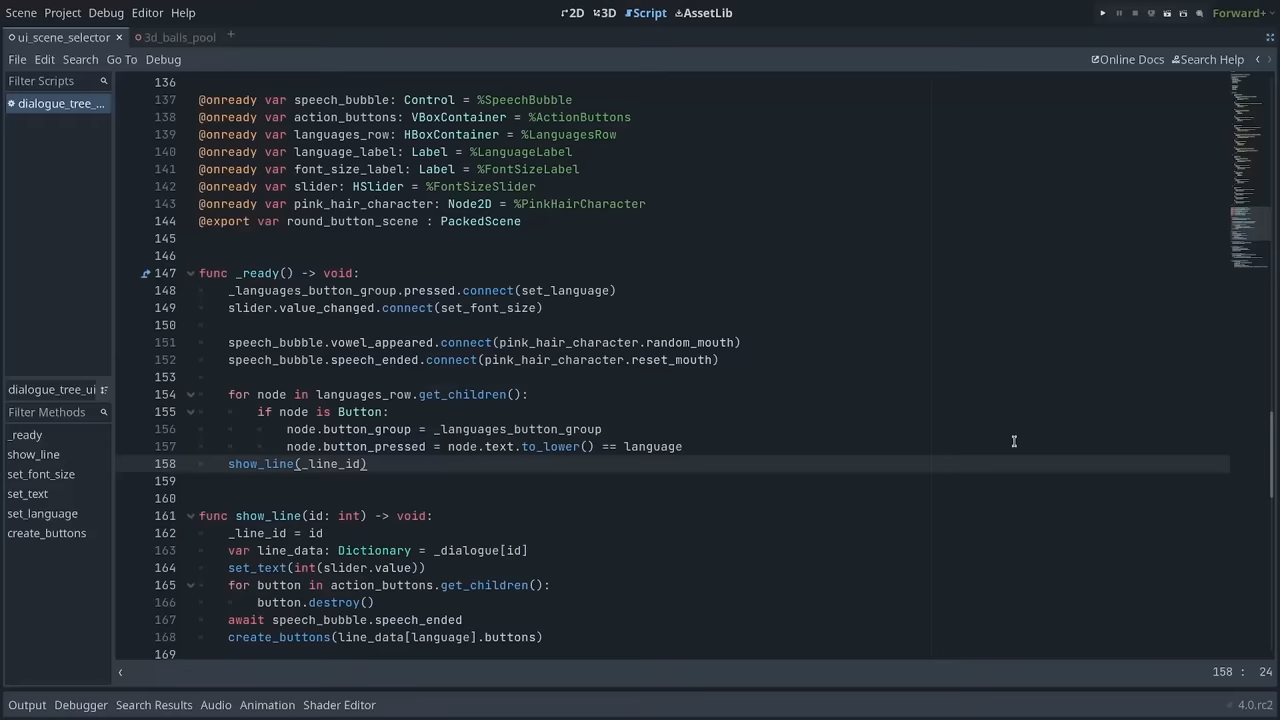 Scene Project Debug Editor Help 2D 3D Script AssetLib Forward+
ui_scene_selector 3d_balls_pool
File Edit Search Go To Debug Online Docs Search Help
Filter Scripts
dialogue_tree_...
dialogue_tree_ui
Filter Methods
_ready
show_line
set_font_size
set_text
set_language
create_buttons
136
137 @onready var speech_bubble: Control = %SpeechBubble
138 @onready var action_buttons: VBoxContainer = %ActionButtons
139 @onready var languages_row: HBoxContainer = %LanguagesRow
140 @onready var language_label: Label = %LanguageLabel
141 @onready var font_size_label: Label = %FontSizeLabel
142 @onready var slider: HSlider = %FontSizeSlider
143 @onready var pink_hair_character: Node2D = %PinkHairCharacter
144 @export var round_button_scene : PackedScene
145
146
147 func _ready() -> void:
148 _languages_button_group.pressed.connect(set_language)
149 slider.value_changed.connect(set_font_size)
150
151 speech_bubble.vowel_appeared.connect(pink_hair_character.random_mouth)
152 speech_bubble.speech_ended.connect(pink_hair_character.reset_mouth)
153
154 for node in languages_row.get_children():
155 if node is Button:
156 node.button_group = _languages_button_group
157 node.button_pressed = node.text.to_lower() == language
158 show_line(_line_id)
159
160
161 func show_line(id: int) -> void:
162 _line_id = id
163 var line_data: Dictionary = _dialogue[id]
164 set_text(int(slider.value))
165 for button in action_buttons.get_children():
166 button.destroy()
167 await speech_bubble.speech_ended
168 create_buttons(line_data[language].buttons)
169
158 : 24
Output Debugger Search Results Audio Animation Shader Editor 4.0.rc2